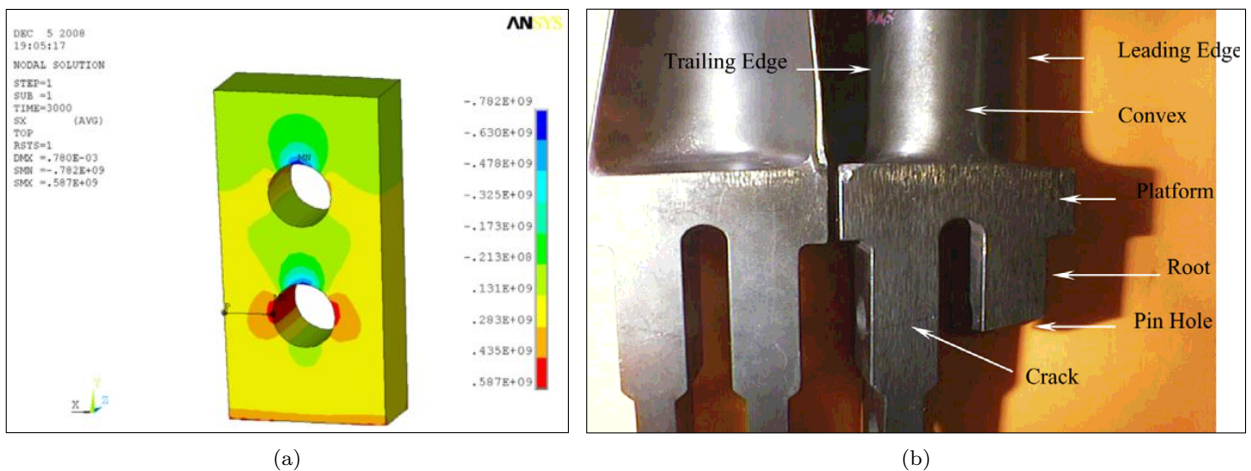 ANSYS
DEC 5 2008
19:05:17
NODAL SOLUTION
STEP=1
SUB =1
TIME=3000
SX (AVG)
TOP
RSYS=1
DMX =.780E-03
SMN =-.782E+09
SMX =.587E+09
MN
-.782E+09
-.630E+09
-.478E+09
-.325E+09
-.173E+09
-.213E+08
.131E+09
.283E+09
.435E+09
.587E+09
X
(a)
Trailing Edge
Leading Edge
Convex
Platform
Root
Pin Hole
Crack
(b)